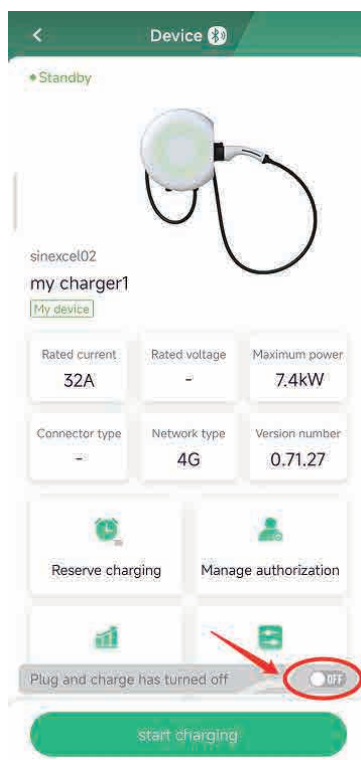 Device
Standby
sinexcel02
my charger1
My device
Rated current Rated voltage Maximum power
32A - 7.4kW
Connector type Network type Version number
- 4G 0.71.27
Reserve charging Manage authorization
Plug and charge has turned off OFF
start charging